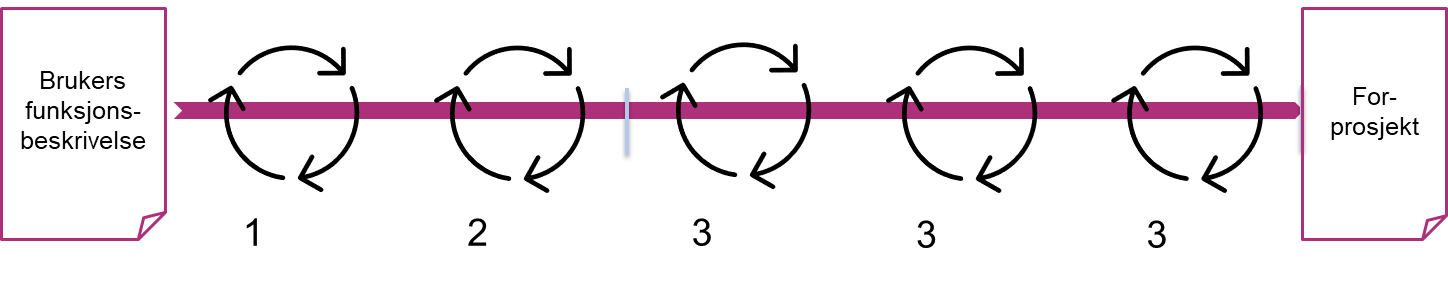 Brukers
funksjons-
beskrivelse
For-
prosjekt
1
2
3
3
3